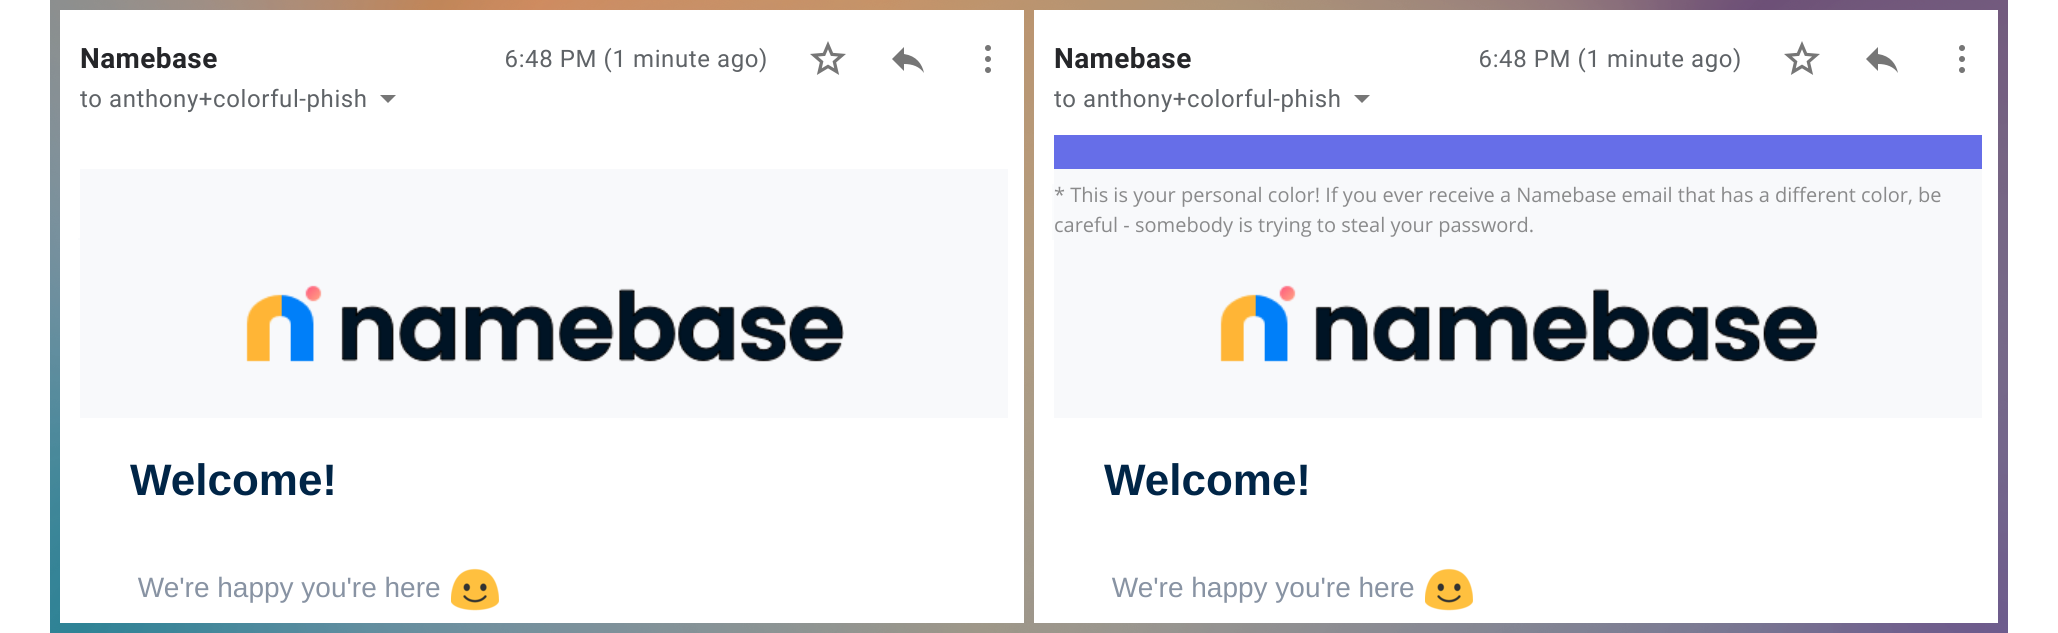 Namebase
6:48 PM (1 minute ago)
to anthony+colorful-phish
namebase
Welcome!
We're happy you're here
Namebase
6:48 PM (1 minute ago)
to anthony+colorful-phish
* This is your personal color! If you ever receive a Namebase email that has a different color, be
careful - somebody is trying to steal your password.
namebase
Welcome!
We're happy you're here